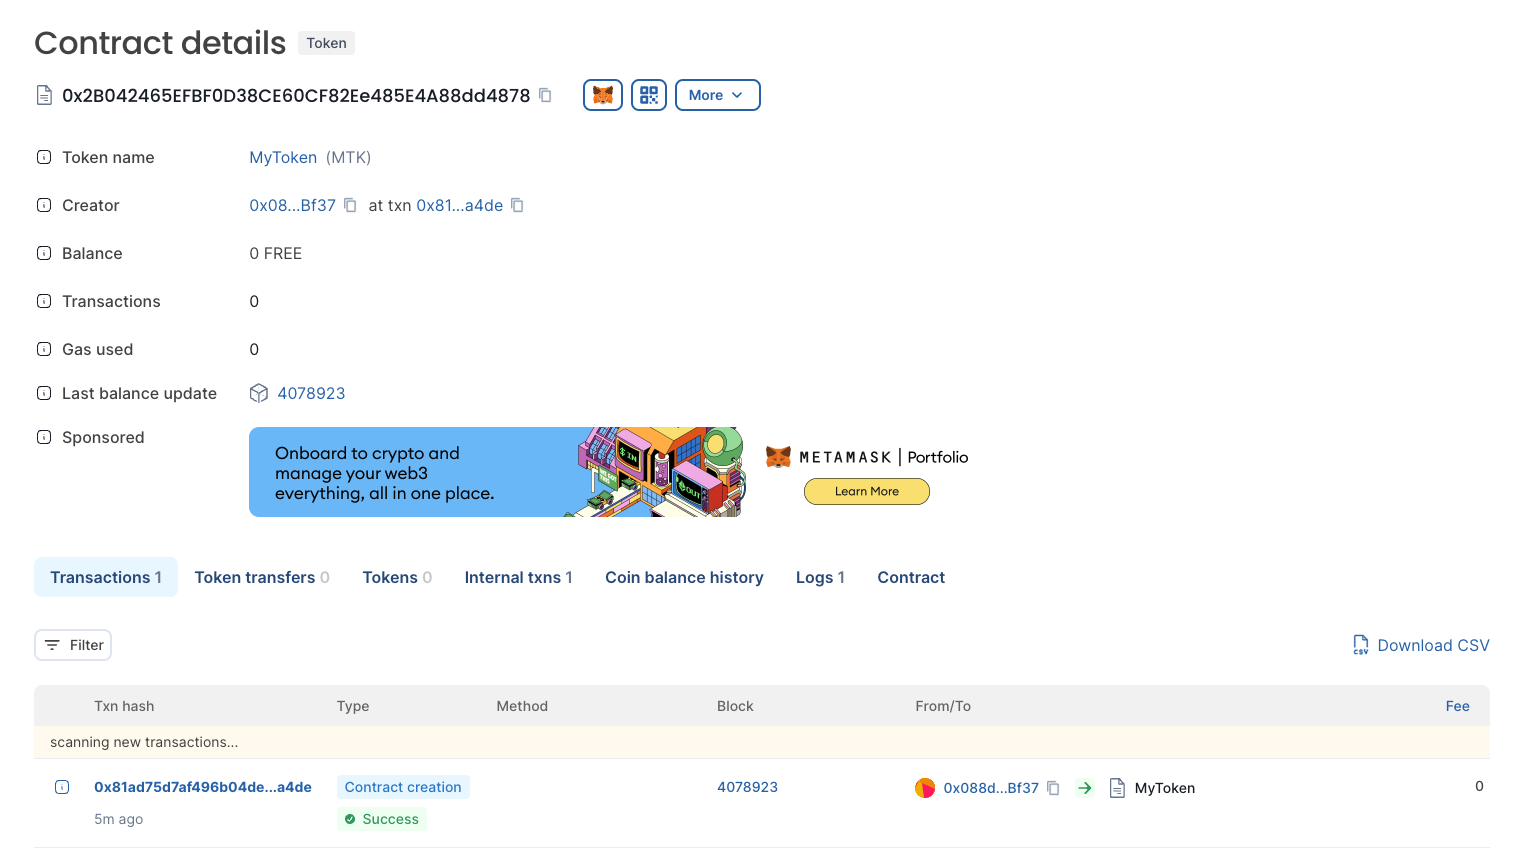 Contract details Token
0x2B042465EFBF0D38CE60CF82Ee485E4A88dd4878 More
Token name MyToken (MTK)
Creator 0x08...Bf37 at txn 0x81...a4de
Balance 0 FREE
Transactions 0
Gas used 0
Last balance update 4078923
Sponsored
Onboard to crypto and
manage your web3
everything, all in one place.
IN
OUT
METAMASK | Portfolio
Learn More
Transactions 1 Token transfers 0 Tokens 0 Internal txns 1 Coin balance history Logs 1 Contract
Filter
CSV Download CSV
Txn hash Type Method Block From/To Fee
scanning new transactions...
0x81ad75d7af496b04de...a4de Contract creation 4078923 0x088d...Bf37 MyToken 0
5m ago Success